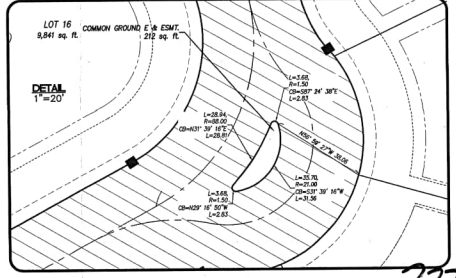 LOT 16
9,841 sq. ft.
COMMON GROUND E & ESMT.
212 sq. ft.
DETAIL
1"=20'
L=3.68,
R=1.50
CB=S87° 24' 38"E
L=2.83
L=28.94,
R=88.00
CB=N31° 39' 16"E
L=28.81
N56° 58' 27"W 38.06
L=35.70,
R=21.00
CB=S31° 39' 16"W
L=31.56
L=3.68,
R=1.50
CB=N29° 16' 50"W
L=2.83